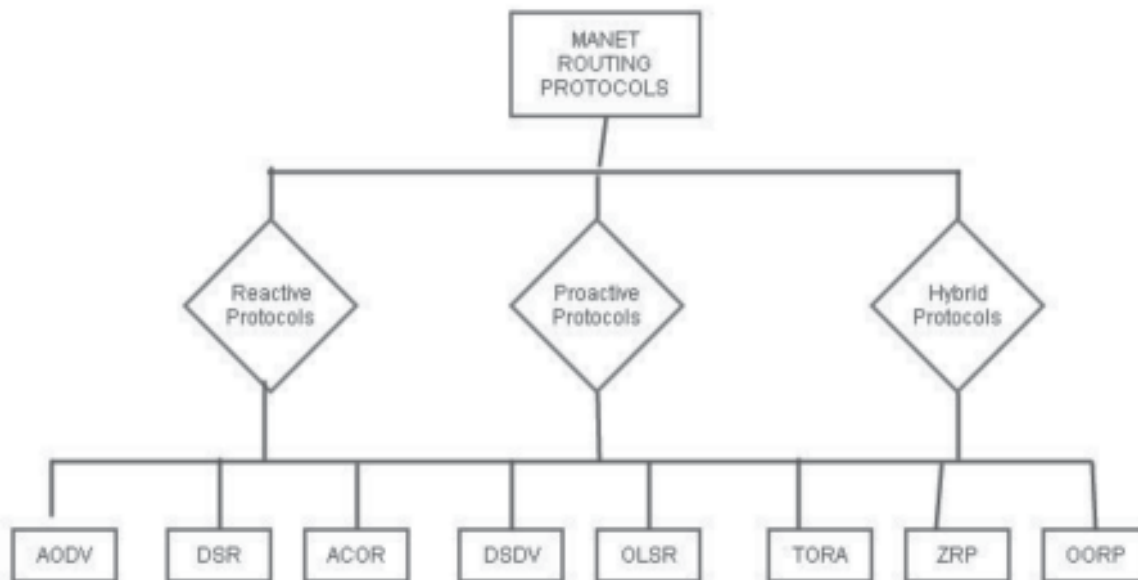 MANET
ROUTING
PROTOCOLS
Reactive
Protocols
Proactive
Protocols
Hybrid
Protocols
AODV
DSR
ACOR
DSDV
OLSR
TORA
ZRP
OORP